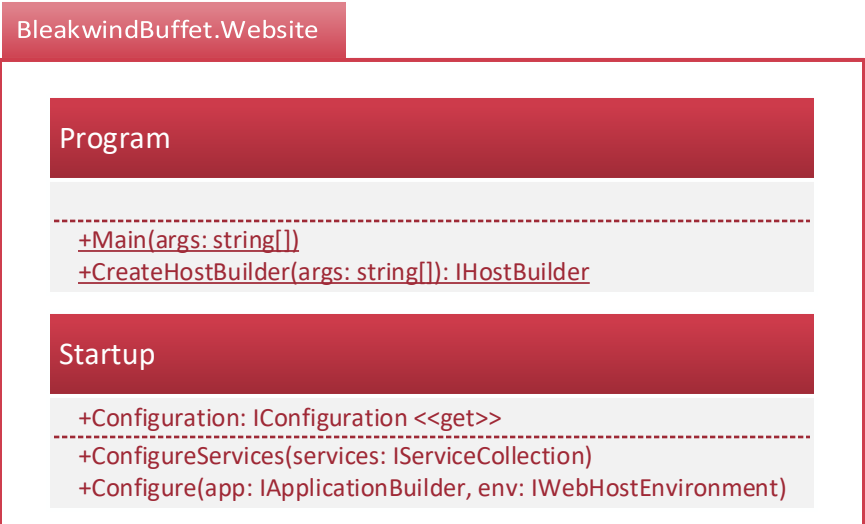 BleakwindBuffet.Website
Program
+Main(args: string[])
+CreateHostBuilder(args: string[]): IHostBuilder
Startup
+Configuration: IConfiguration <<get>>
+ConfigureServices(services: IServiceCollection)
+Configure(app: IApplicationBuilder, env: IWebHostEnvironment)